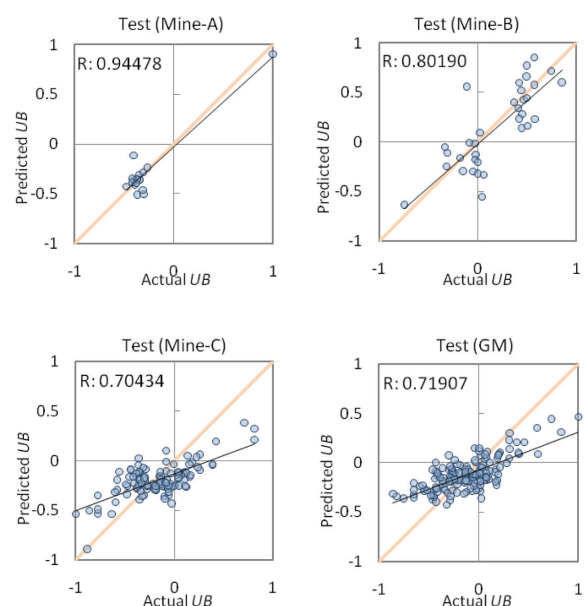 Test (Mine-A)
R: 0.94478
1
0.5
0
-0.5
-1
-1
0
1
Predicted UB
Actual UB
Test (Mine-B)
R: 0.80190
1
0.5
0
-0.5
-1
-1
0
1
Predicted UB
Actual UB
Test (Mine-C)
R: 0.70434
1
0.5
0
-0.5
-1
-1
0
1
Predicted UB
Actual UB
Test (GM)
R: 0.71907
1
0.5
0
-0.5
-1
-1
0
1
Predicted UB
Actual UB